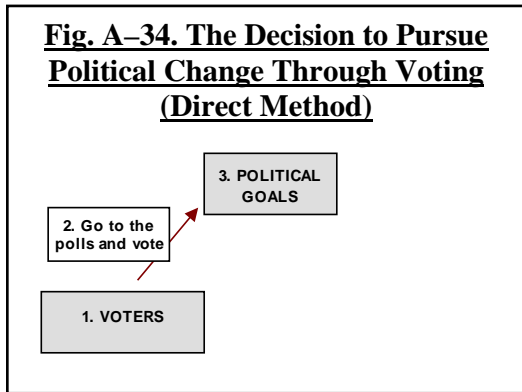 Fig. A–34. The Decision to Pursue
Political Change Through Voting
(Direct Method)
3. POLITICAL
GOALS
2. Go to the
polls and vote
1. VOTERS